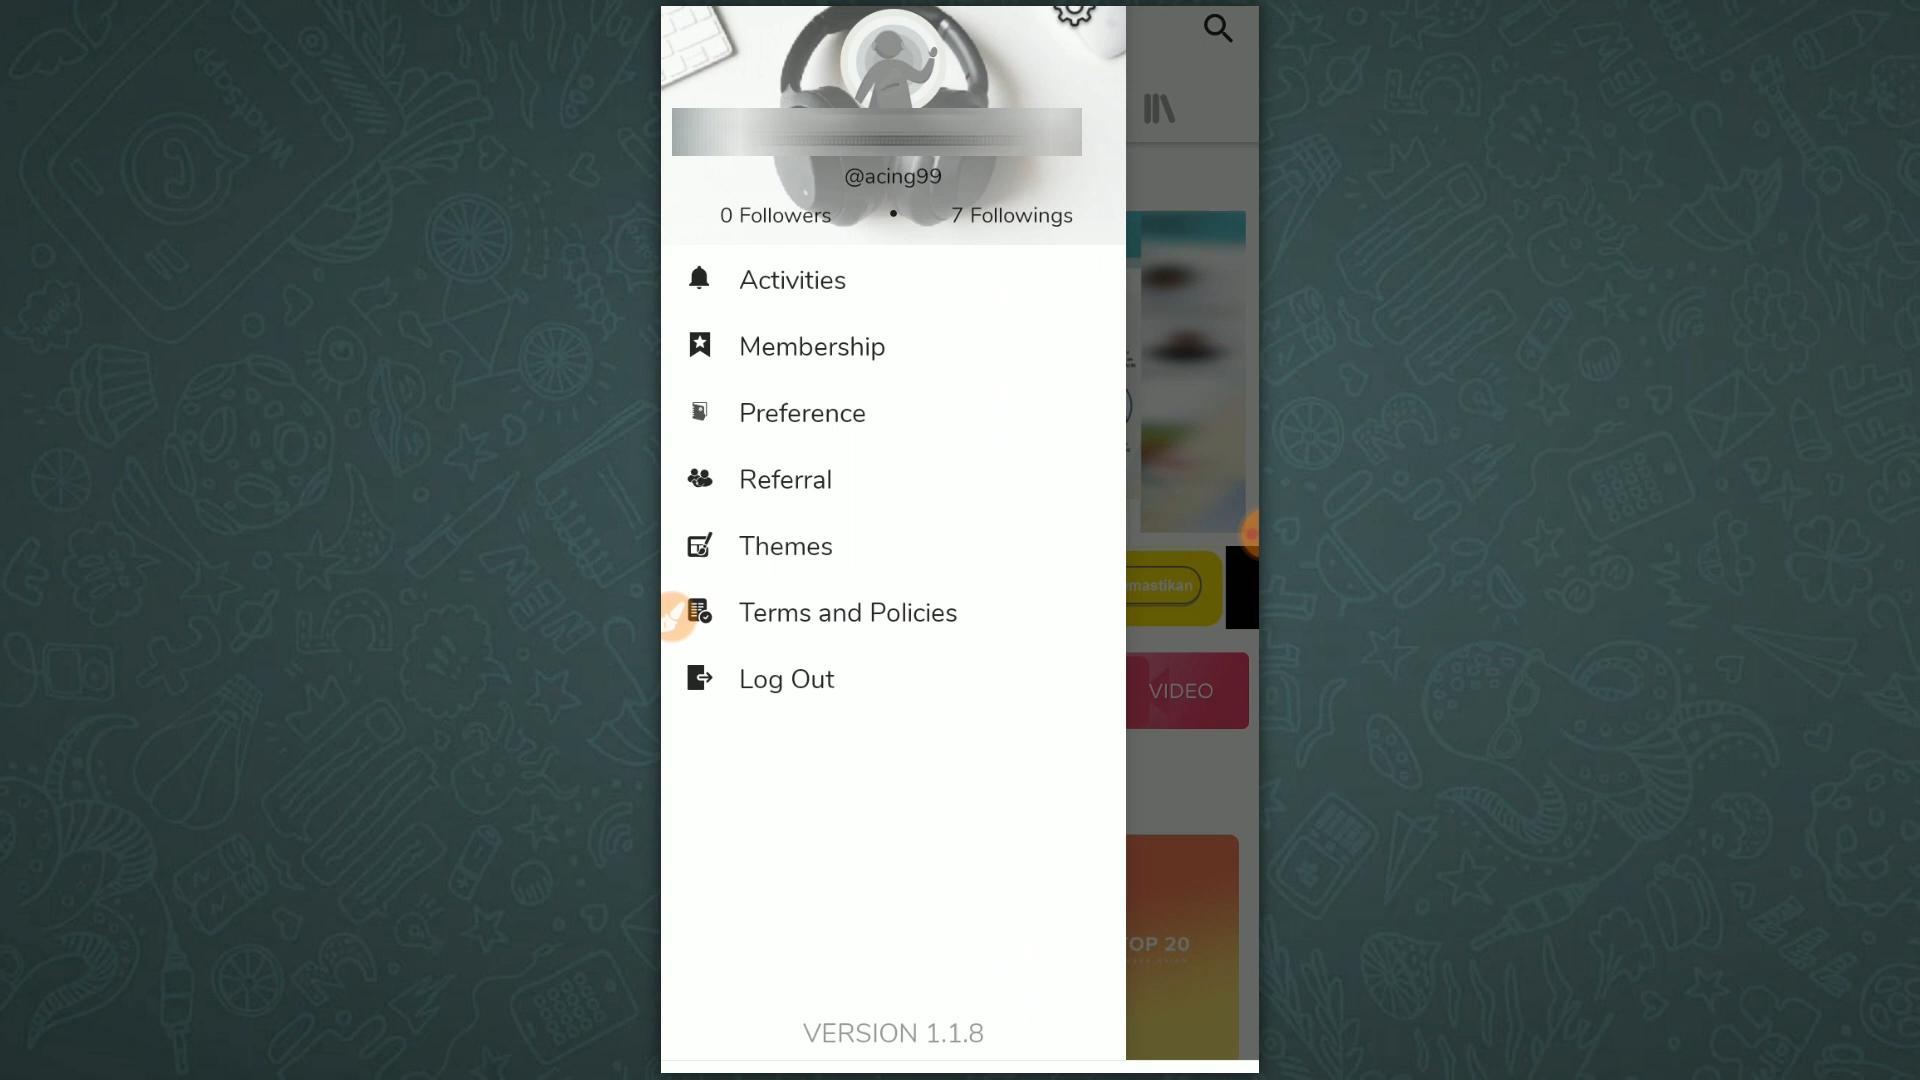 @acing99
0 Followers • 7 Followings
Activities
Membership
Preference
Referral
Themes
Terms and Policies
Log Out
VERSION 1.1.8
mastikan
VIDEO
OP 20